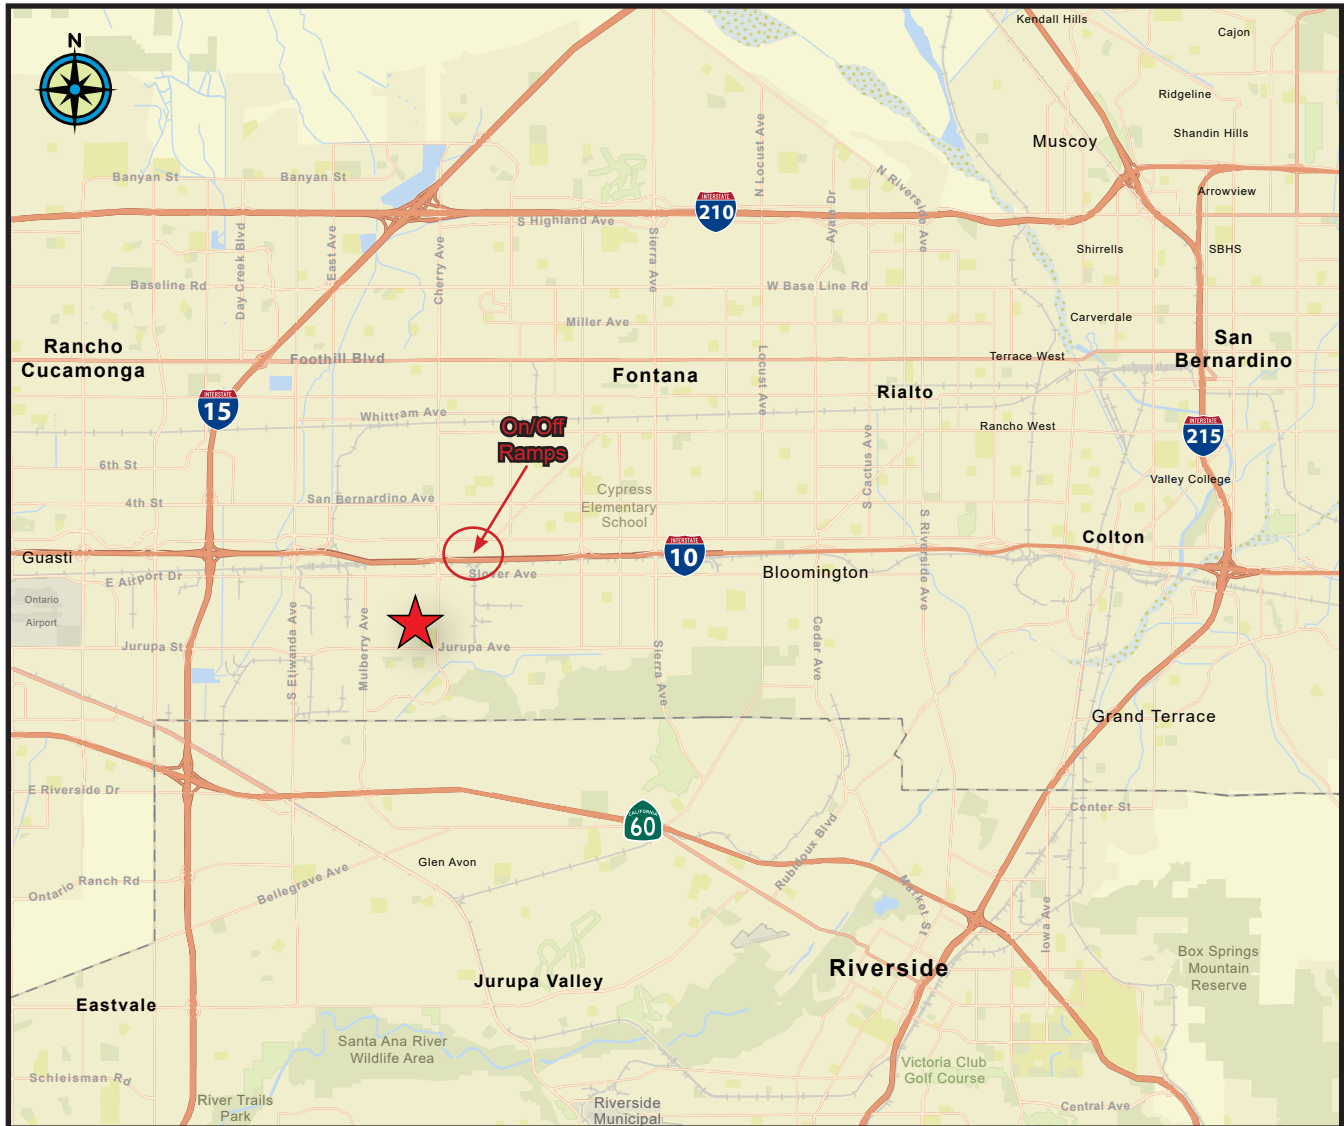 N
Kendall Hills
Cajon
Ridgeline
Shandin Hills
Muscoy
N Locust Ave
Banyan St
Banyan St
N Riverside Ave
Arrowview
INTERSTATE
210
S Highland Ave
Ayala Dr
Day Creek Blvd
East Ave
Cherry Ave
Sierra Ave
Shirrells
SBHS
Baseline Rd
W Base Line Rd
Miller Ave
Carverdale
Rancho
Cucamonga
Foothill Blvd
Fontana
Locust Ave
Terrace West
San
Bernardino
Rialto
INTERSTATE
15
Whittram Ave
On/Off
Ramps
Rancho West
INTERSTATE
215
6th St
4th St
San Bernardino Ave
Cypress
Elementary
School
S Cactus Ave
Valley College
S Riverside Ave
Guasti
INTERSTATE
10
Colton
E Airport Dr
Slover Ave
Bloomington
Ontario
Airport
S Etiwanda Ave
Mulberry Ave
Cedar Ave
Jurupa St
Jurupa Ave
Sierra Ave
Grand Terrace
E Riverside Dr
CALIFORNIA
60
Center St
Rubidoux Blvd
Glen Avon
Ontario Ranch Rd
Bellegrave Ave
Market St
Iowa Ave
Box Springs
Mountain
Reserve
Riverside
Jurupa Valley
Eastvale
Santa Ana River
Wildlife Area
Victoria Club
Golf Course
Schleisman Rd
River Trails
Park
Riverside
Municipal
Central Ave